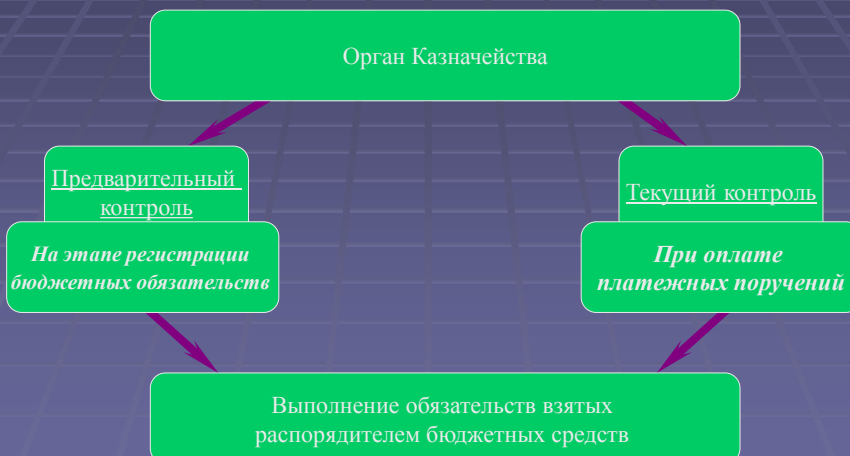 Орган Казначейства
Предварительный
контроль
На этапе регистрации
бюджетных обязательств
Текущий контроль
При оплате
платежных поручений
Выполнение обязательств взятых
распорядителем бюджетных средств